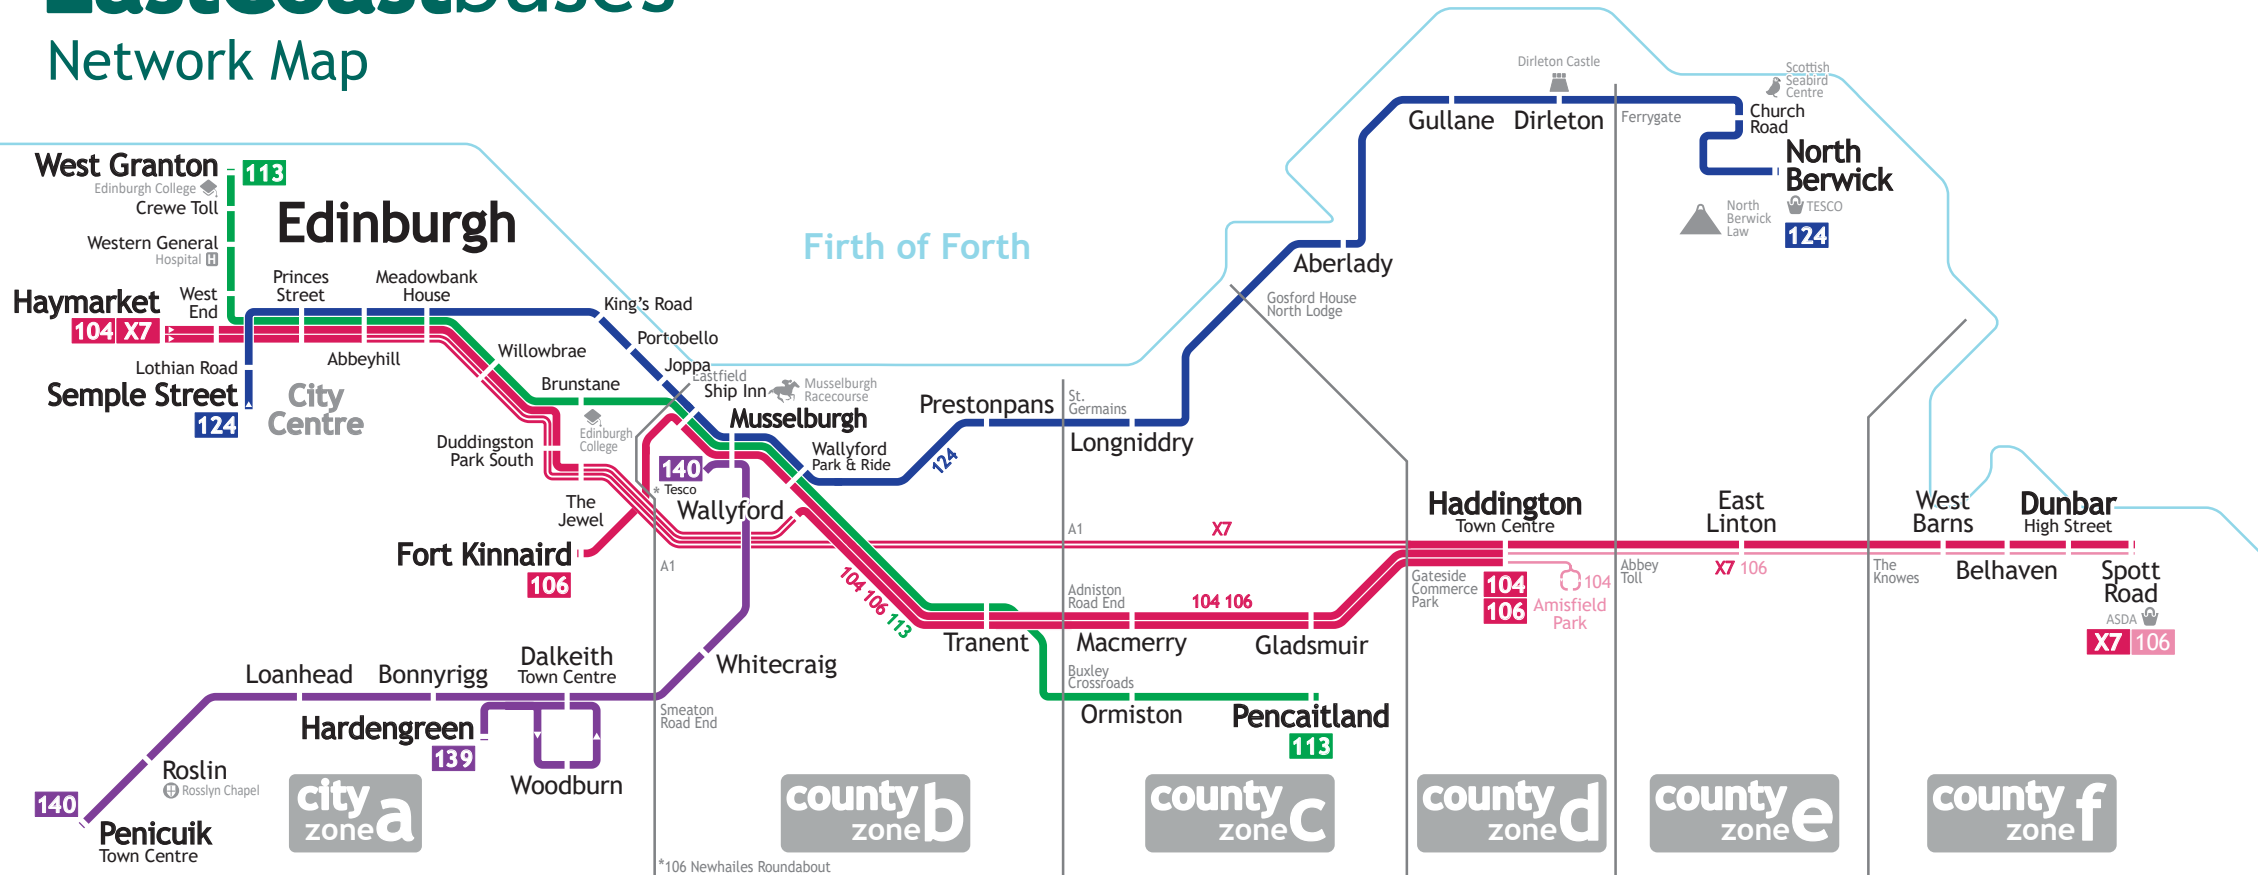 EastCoastbuses
Network Map
West Granton
113
Edinburgh College
Crewe Toll
Western General
Hospital H
Edinburgh
Firth of Forth
Haymarket
104 X7
West
End
Princes
Street
Meadowbank
House
Abbeyhill
Lothian Road
Semple Street
124
City
Centre
King's Road
Portobello
Joppa
Eastfield
Ship Inn
Musselburgh
Racecourse
Musselburgh
Willowbrae
Brunstane
Edinburgh
College
Duddingston
Park South
The
Jewel
Fort Kinnaird
106
140
* Tesco
Wallyford
Wallyford
Park & Ride
124
Prestonpans
St.
Germains
Longniddry
Aberlady
Gosford House
North Lodge
Gullane
Dirleton
Dirleton Castle
Ferrygate
Scottish
Seabird
Centre
Church
Road
North
Berwick
TESCO
124
North
Berwick
Law
A1
A1
X7
104 106 113
Tranent
Adniston
Road End
Macmerry
104 106
Gladsmuir
Buxley
Crossroads
Ormiston
Pencaitland
113
Haddington
Town Centre
Gateside
Commerce
Park
104
106
104
Amisfield
Park
Abbey
Toll
East
Linton
X7 106
The
Knowes
West
Barns
Belhaven
Dunbar
High Street
Spott
Road
ASDA
X7 106
Whitecraig
Smeaton
Road End
Dalkeith
Town Centre
Bonnyrigg
Loanhead
Hardengreen
139
Woodburn
Roslin
Rosslyn Chapel
140
Penicuik
Town Centre
city
zone a
county
zone b
county
zone c
county
zone d
county
zone e
county
zone f
*106 Newhailes Roundabout